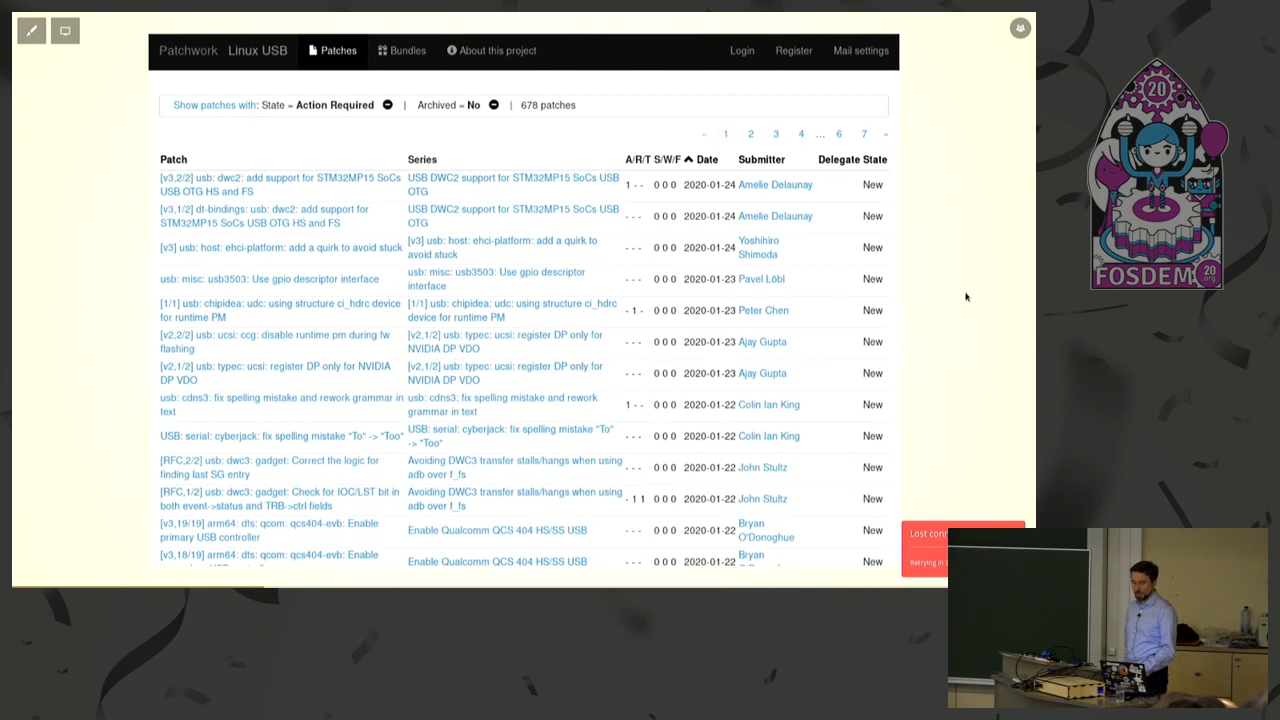 Patchwork Linux USB Patches Bundles About this project Login Register Mail settings
Show patches with: State = Action Required | Archived = No | 678 patches
« 1 2 3 4 ... 6 7 »
Patch Series A/R/T S/W/F Date Submitter Delegate State
[v3,2/2] usb: dwc2: add support for STM32MP15 SoCs USB DWC2 support for STM32MP15 SoCs USB
USB OTG HS and FS OTG 1 - - 0 0 0 2020-01-24 Amelie Delaunay New
[v3,1/2] dt-bindings: usb: dwc2: add support for USB DWC2 support for STM32MP15 SoCs USB
STM32MP15 SoCs USB OTG HS and FS OTG - - - 0 0 0 2020-01-24 Amelie Delaunay New
[v3] usb: host: ehci-platform: add a quirk to avoid stuck [v3] usb: host: ehci-platform: add a quirk to
avoid stuck - - - 0 0 0 2020-01-24 Yoshihiro
Shimoda New
usb: misc: usb3503: Use gpio descriptor interface usb: misc: usb3503: Use gpio descriptor
interface - - - 0 0 0 2020-01-23 Pavel Löbl New
[1/1] usb: chipidea: udc: using structure ci_hdrc device [1/1] usb: chipidea: udc: using structure ci_hdrc
for runtime PM device for runtime PM - 1 - 0 0 0 2020-01-23 Peter Chen New
[v2,2/2] usb: ucsi: ccg: disable runtime pm during fw [v2,1/2] usb: typec: ucsi: register DP only for
flashing NVIDIA DP VDO - - - 0 0 0 2020-01-23 Ajay Gupta New
[v2,1/2] usb: typec: ucsi: register DP only for NVIDIA [v2,1/2] usb: typec: ucsi: register DP only for
DP VDO NVIDIA DP VDO - - - 0 0 0 2020-01-23 Ajay Gupta New
usb: cdns3: fix spelling mistake and rework grammar in usb: cdns3: fix spelling mistake and rework
text grammar in text 1 - - 0 0 0 2020-01-22 Colin Ian King New
USB: serial: cyberjack: fix spelling mistake "To" -> "Too" USB: serial: cyberjack: fix spelling mistake "To"
-> "Too" - - - 0 0 0 2020-01-22 Colin Ian King New
[RFC,2/2] usb: dwc3: gadget: Correct the logic for Avoiding DWC3 transfer stalls/hangs when using
finding last SG entry adb over f_fs - - - 0 0 0 2020-01-22 John Stultz New
[RFC,1/2] usb: dwc3: gadget: Check for IOC/LST bit in Avoiding DWC3 transfer stalls/hangs when using
both event->status and TRB->ctrl fields adb over f_fs - 1 1 0 0 0 2020-01-22 John Stultz New
[v3,19/19] arm64: dts: qcom: qcs404-evb: Enable
primary USB controller Enable Qualcomm QCS 404 HS/SS USB - - - 0 0 0 2020-01-22 Bryan
O'Donoghue New
[v3,18/19] arm64: dts: qcom: qcs404-evb: Enable
Enable Qualcomm QCS 404 HS/SS USB - - - 0 0 0 2020-01-22 Bryan New
Lost
Retrying in
20
FOSDEM 20
.org